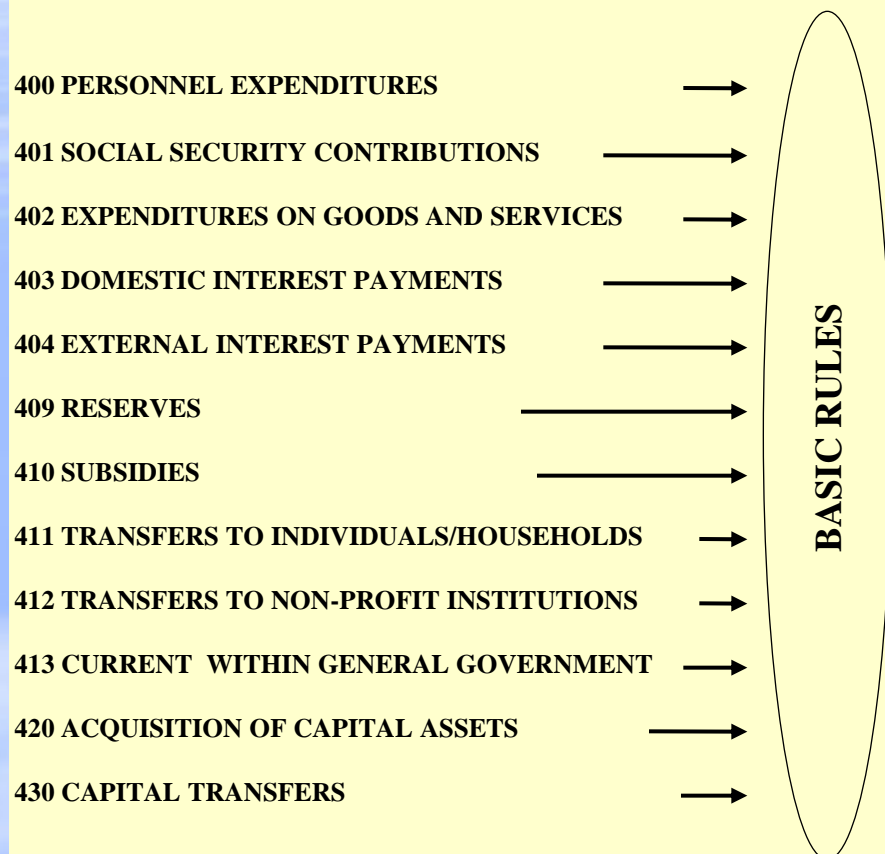 400 PERSONNEL EXPENDITURES
401 SOCIAL SECURITY CONTRIBUTIONS
402 EXPENDITURES ON GOODS AND SERVICES
403 DOMESTIC INTEREST PAYMENTS
404 EXTERNAL INTEREST PAYMENTS
409 RESERVES
410 SUBSIDIES
411 TRANSFERS TO INDIVIDUALS/HOUSEHOLDS
412 TRANSFERS TO NON-PROFIT INSTITUTIONS
413 CURRENT  WITHIN GENERAL GOVERNMENT
420 ACQUISITION OF CAPITAL ASSETS
430 CAPITAL TRANSFERS
BASIC RULES